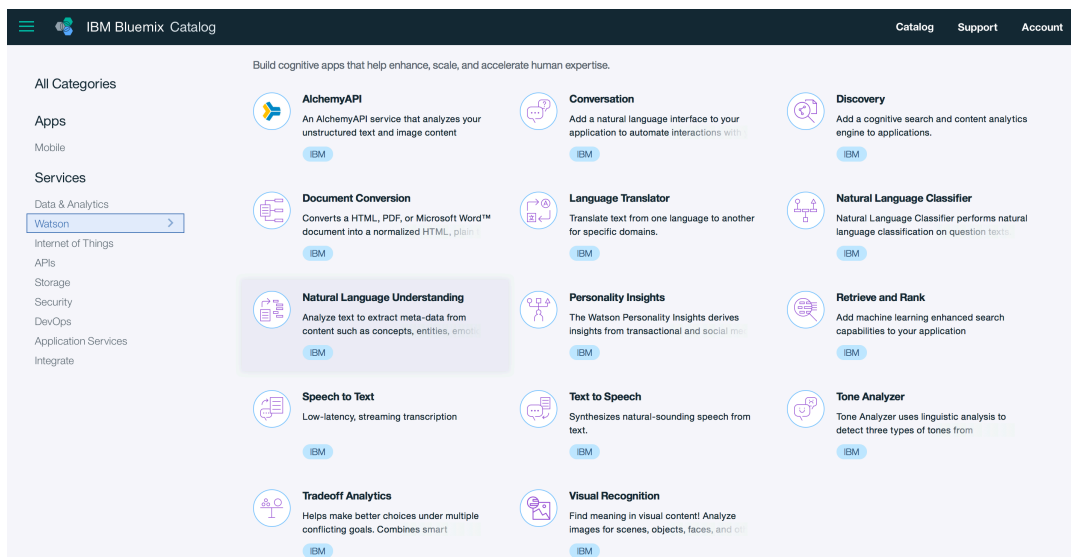 IBM Bluemix Catalog
Catalog
Support
Account
All Categories
Apps
Mobile
Services
Data & Analytics
Watson
Internet of Things
APIs
Storage
Security
DevOps
Application Services
Integrate
Build cognitive apps that help enhance, scale, and accelerate human expertise.
AlchemyAPI
An AlchemyAPI service that analyzes your
unstructured text and image content
IBM
Conversation
Add a natural language interface to your
application to automate interactions with
IBM
Discovery
Add a cognitive search and content analytics
engine to applications.
IBM
Document Conversion
Converts a HTML, PDF, or Microsoft Word™
document into a normalized HTML, plain
IBM
Language Translator
Translate text from one language to another
for specific domains.
IBM
Natural Language Classifier
Natural Language Classifier performs natural
language classification on question texts
IBM
Natural Language Understanding
Analyze text to extract meta-data from
content such as concepts, entities,
IBM
Personality Insights
The Watson Personality Insights derives
insights from transactional and social
IBM
Retrieve and Rank
Add machine learning enhanced search
capabilities to your application
IBM
Speech to Text
Low-latency, streaming transcription
IBM
Text to Speech
Synthesizes natural-sounding speech from
text.
IBM
Tone Analyzer
Tone Analyzer uses linguistic analysis to
detect three types of tones from
IBM
Tradeoff Analytics
Helps make better choices under multiple
conflicting goals. Combines smart
IBM
Visual Recognition
Find meaning in visual content! Analyze
images for scenes, objects, faces, and
IBM